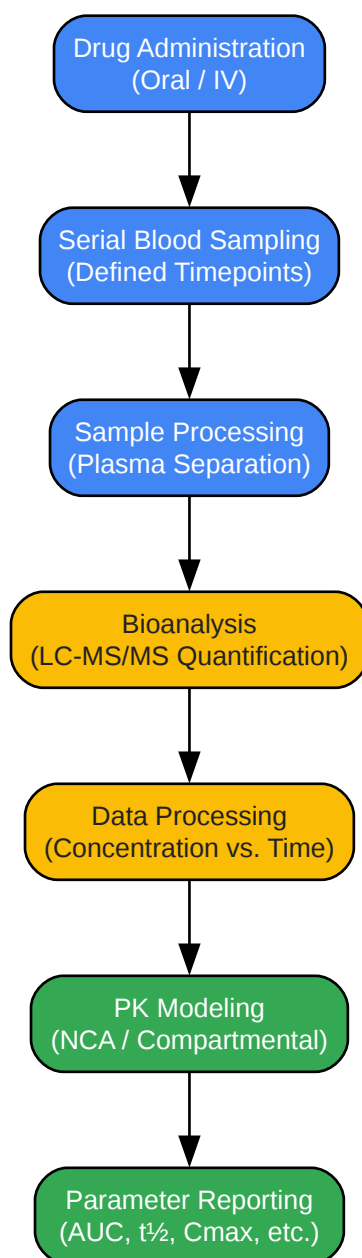 Drug Administration
(Oral / IV)
Serial Blood Sampling
(Defined Timepoints)
Sample Processing
(Plasma Separation)
Bioanalysis
(LC-MS/MS Quantification)
Data Processing
(Concentration vs. Time)
PK Modeling
(NCA / Compartmental)
Parameter Reporting
(AUC, t½, Cmax, etc.)